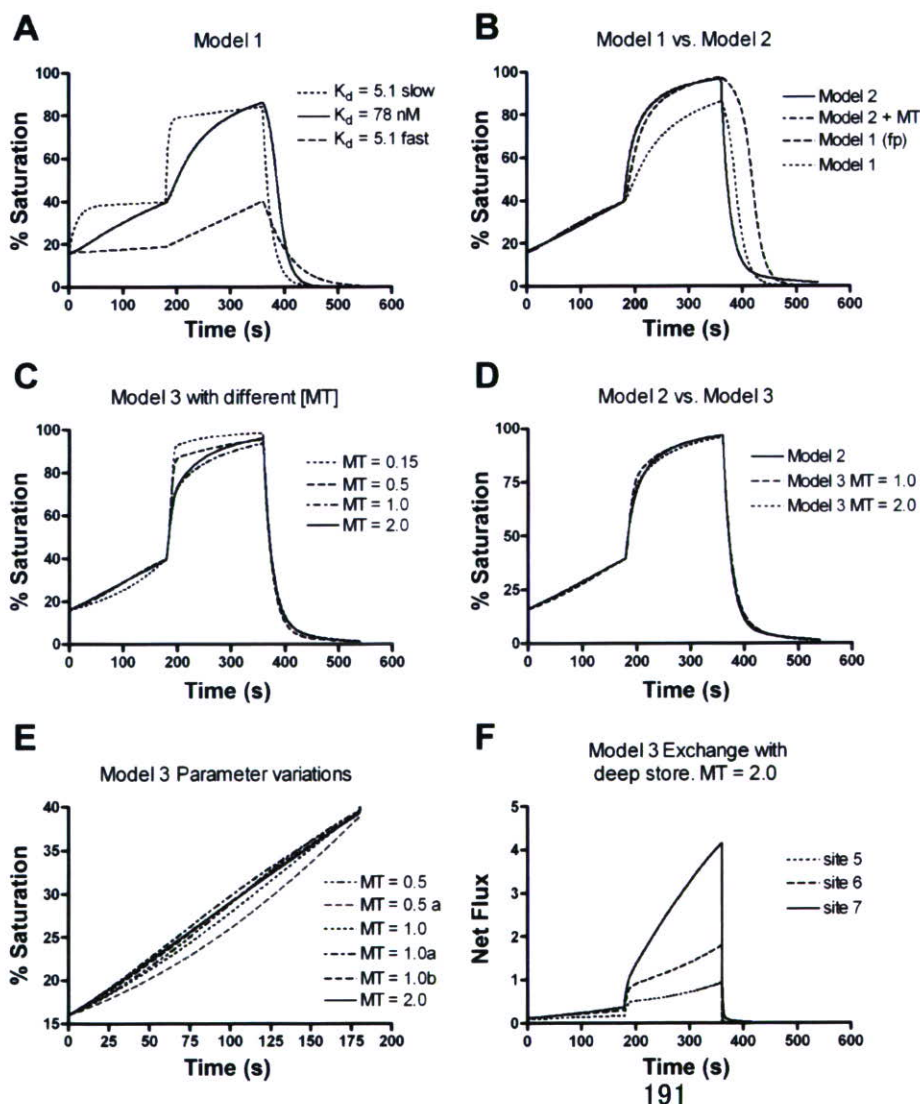 A
Model 1
% Saturation
100
80
60
40
20
0
0 100 200 300 400 500 600
Time (s)
K_d = 5.1 slow
K_d = 78 nM
K_d = 5.1 fast
B
Model 1 vs. Model 2
% Saturation
100
80
60
40
20
0
0 100 200 300 400 500 600
Time (s)
Model 2
Model 2 + MT
Model 1 (fp)
Model 1
C
Model 3 with different [MT]
% Saturation
100
80
60
40
20
0
0 100 200 300 400 500 600
Time (s)
MT = 0.15
MT = 0.5
MT = 1.0
MT = 2.0
D
Model 2 vs. Model 3
% Saturation
100
75
50
25
0
0 100 200 300 400 500 600
Time (s)
Model 2
Model 3 MT = 1.0
Model 3 MT = 2.0
E
Model 3 Parameter variations
% Saturation
40
35
30
25
20
15
0 25 50 75 100 125 150 175 200
Time (s)
MT = 0.5
MT = 0.5 a
MT = 1.0
MT = 1.0a
MT = 1.0b
MT = 2.0
F
Model 3 Exchange with
deep store. MT = 2.0
Net Flux
5
4
3
2
1
0
0 100 200 300 400 500 600
Time (s)
site 5
site 6
site 7
191